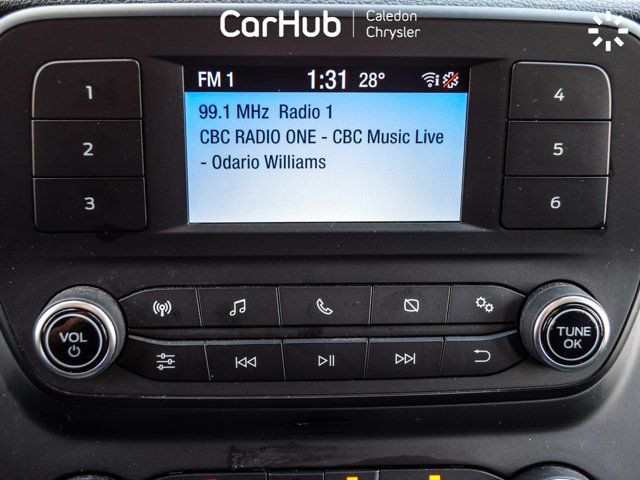 CarHub
Caledon
Chrysler
FM 1 1:31 28°
99.1 MHz Radio 1
CBC RADIO ONE - CBC Music Live
- Odario Williams
1
2
3
4
5
6
VOL
TUNE
OK